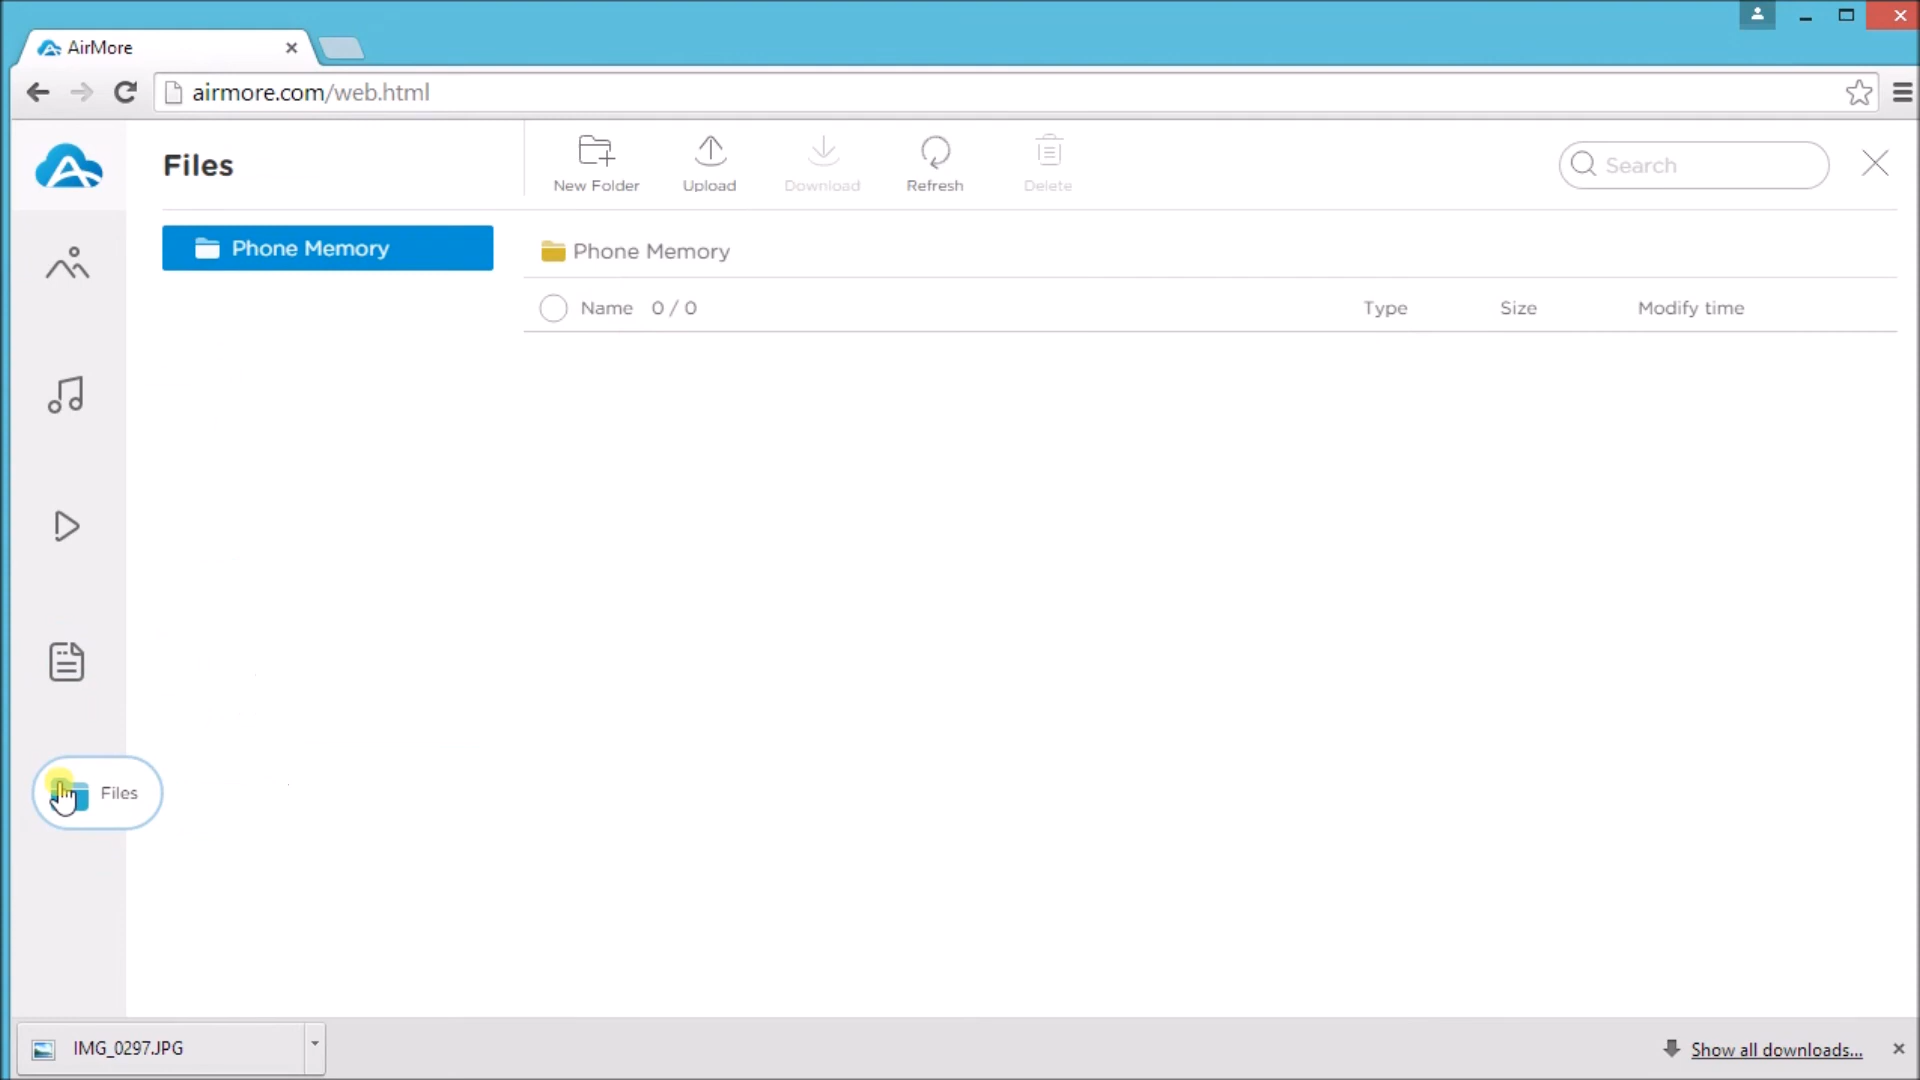 AirMore
airmore.com/web.html
Files
New Folder
Upload
Download
Refresh
Delete
Search
Phone Memory
Phone Memory
Name 0 / 0 Type Size Modify time
Files
IMG_0297.JPG
Show all downloads...